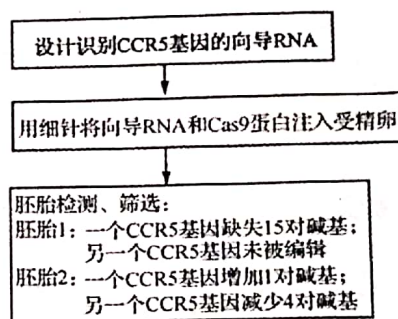 设计识别CCR5基因的向导RNA
用细针将向导RNA和Cas9蛋白注入受精卵
胚胎检测、筛选:
胚胎1:一个CCR5基因缺失15对碱基;
另一个CCR5基因未被编辑
胚胎2:一个CCR5基因增加1对碱基;
另一个CCR5基因减少4对碱基